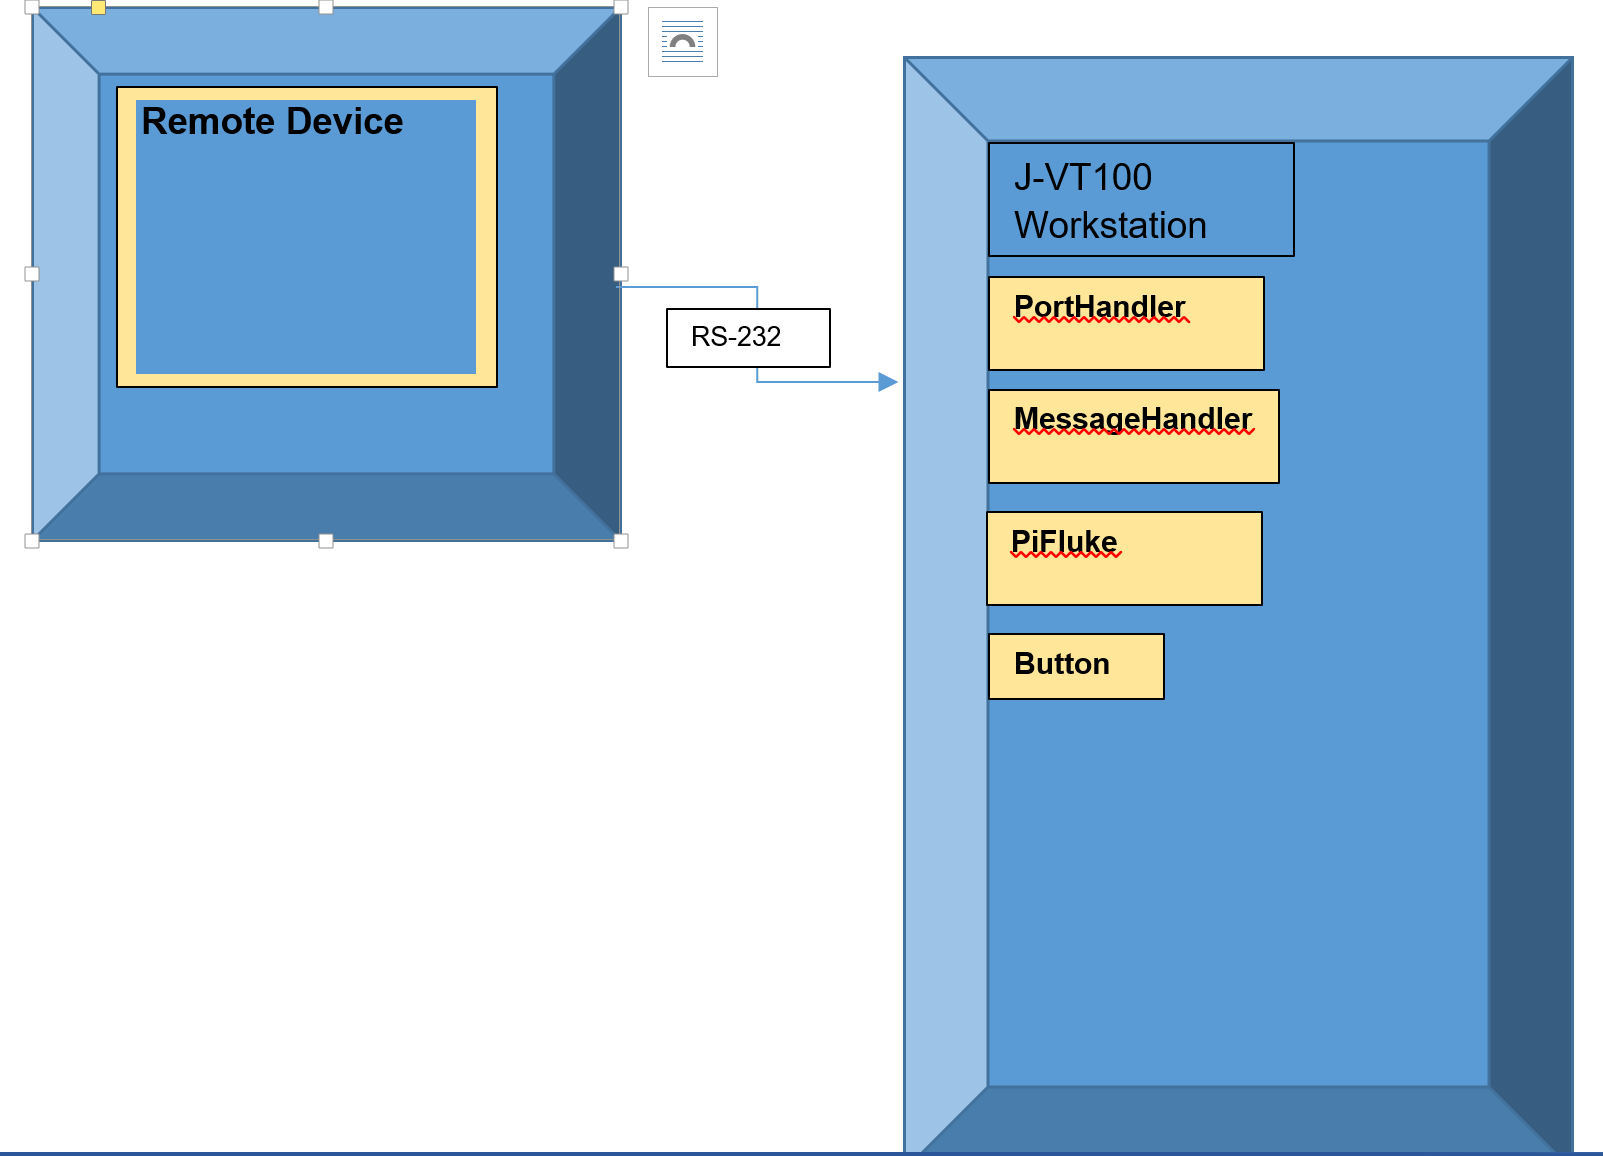 Remote Device
RS-232
J-VT100
Workstation
PortHandler
MessageHandler
PiFluke
Button